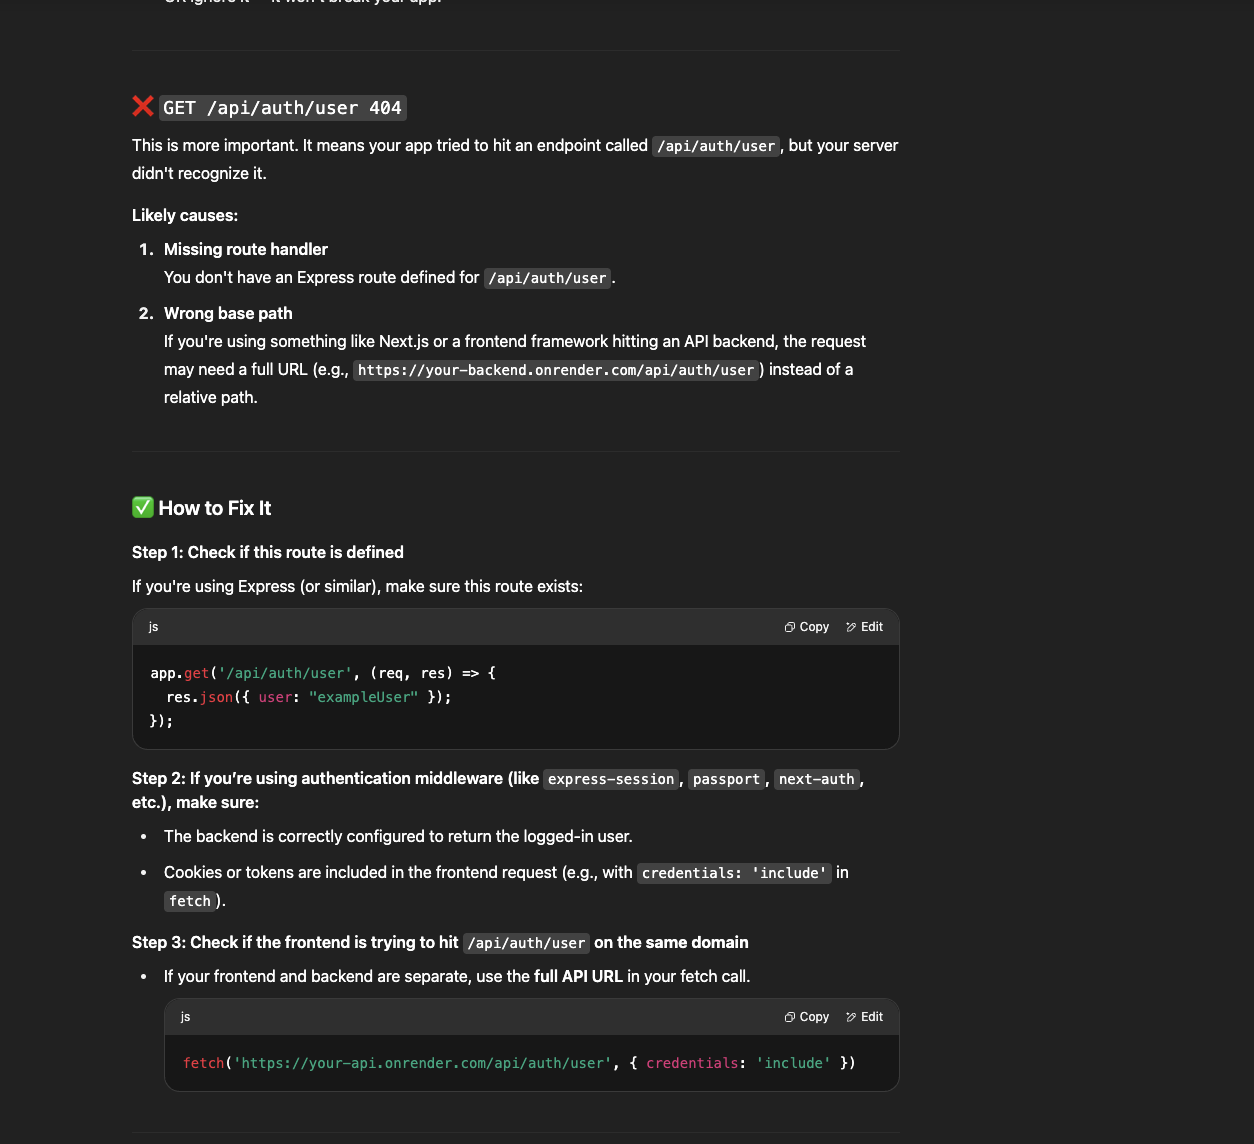 OR ignore it — it won't break your app.
❌ GET /api/auth/user 404
This is more important. It means your app tried to hit an endpoint called /api/auth/user, but your server
didn't recognize it.
Likely causes:
1. Missing route handler
You don't have an Express route defined for /api/auth/user.
2. Wrong base path
If you're using something like Next.js or a frontend framework hitting an API backend, the request
may need a full URL (e.g., https://your-backend.onrender.com/api/auth/user) instead of a
relative path.
✅ How to Fix It
Step 1: Check if this route is defined
If you're using Express (or similar), make sure this route exists:
js Copy Edit
app.get('/api/auth/user', (req, res) => {
res.json({ user: "exampleUser" });
});
Step 2: If you’re using authentication middleware (like express-session, passport, next-auth,
etc.), make sure:
• The backend is correctly configured to return the logged-in user.
• Cookies or tokens are included in the frontend request (e.g., with credentials: 'include' in
fetch).
Step 3: Check if the frontend is trying to hit /api/auth/user on the same domain
• If your frontend and backend are separate, use the full API URL in your fetch call.
js Copy Edit
fetch('https://your-api.onrender.com/api/auth/user', { credentials: 'include' })